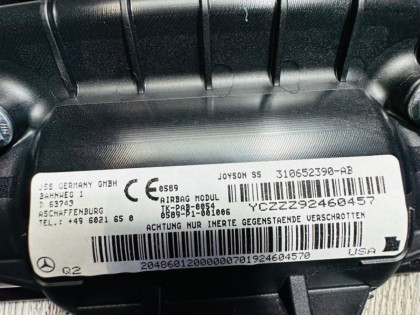 JSS GERMANY GMBH
BAHNWEG 1
D 63743
ASCHAFFENBURG
TEL.: +49 6021 65 0
CE 0589
AIRBAG MODUL
TK-PAB-0054
0589-P1-001006
JOYSON SS 310652390-AB
YCZZZ92460457
ACHTUNG NUR INERTE GEGENSTAENDE VERSCHROTTEN
Q2
USA
20486012000000701924604570